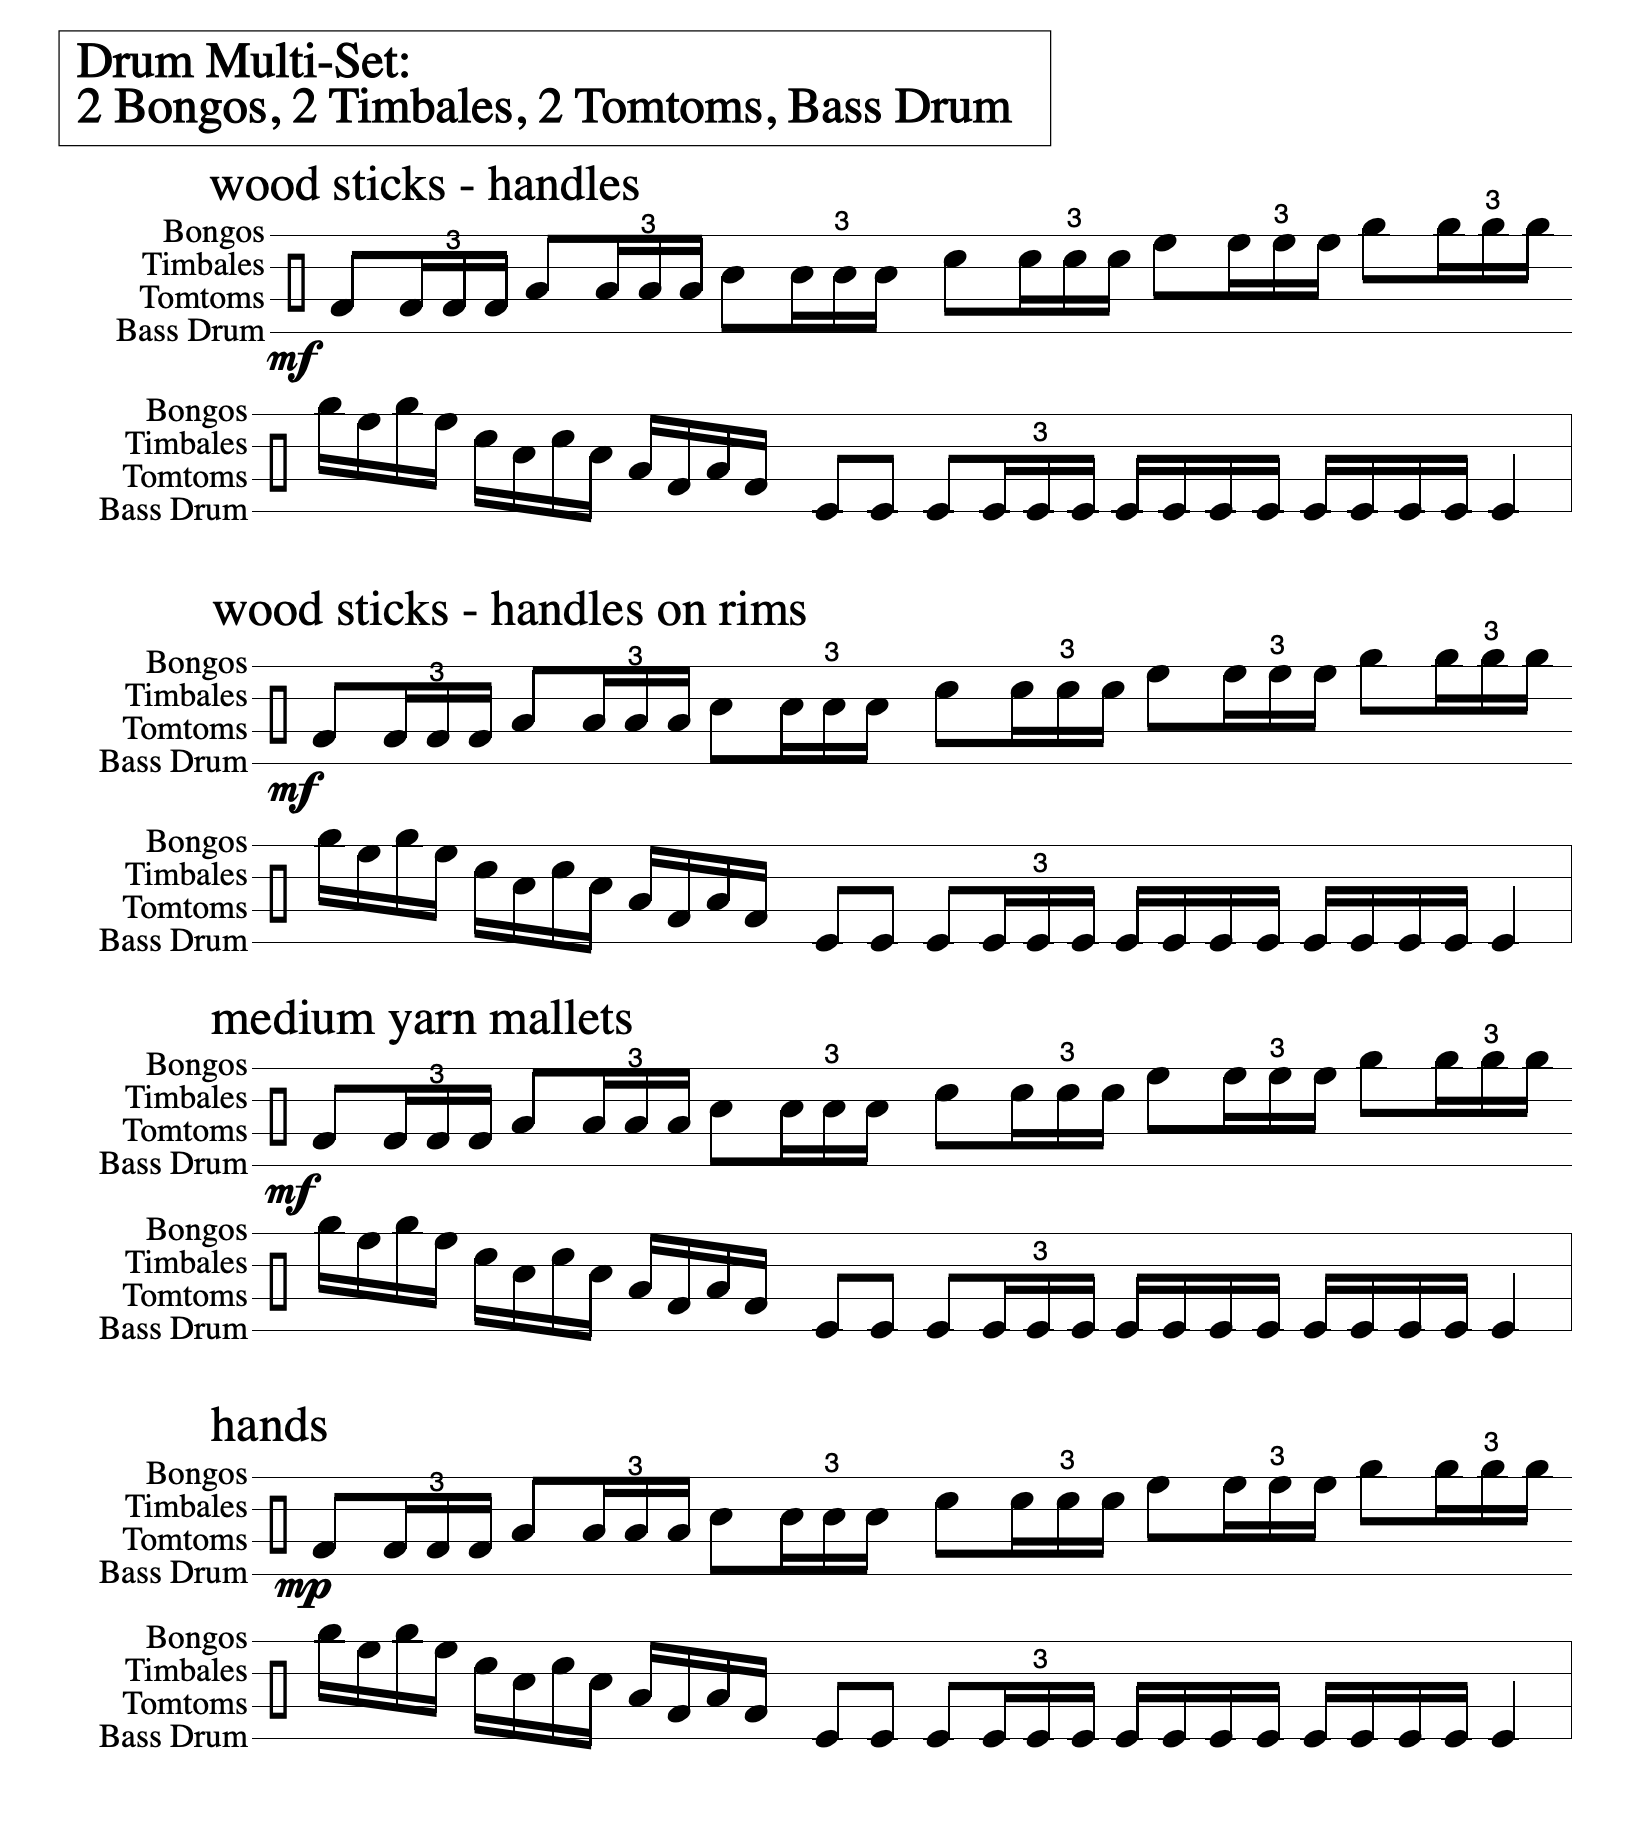 Drum Multi-Set:
2 Bongos, 2 Timbales, 2 Tomtoms, Bass Drum
wood sticks - handles
3 3 3 3 3 3
Bongos
Timbales
Tomtoms
Bass Drum
mf
Bongos
Timbales
Tomtoms
Bass Drum
3
wood sticks - handles on rims
3 3 3 3 3 3
Bongos
Timbales
Tomtoms
Bass Drum
mf
Bongos
Timbales
Tomtoms
Bass Drum
3
medium yarn mallets
3 3 3 3 3 3
Bongos
Timbales
Tomtoms
Bass Drum
mf
Bongos
Timbales
Tomtoms
Bass Drum
3
hands
3 3 3 3 3 3
Bongos
Timbales
Tomtoms
Bass Drum
mp
Bongos
Timbales
Tomtoms
Bass Drum
3